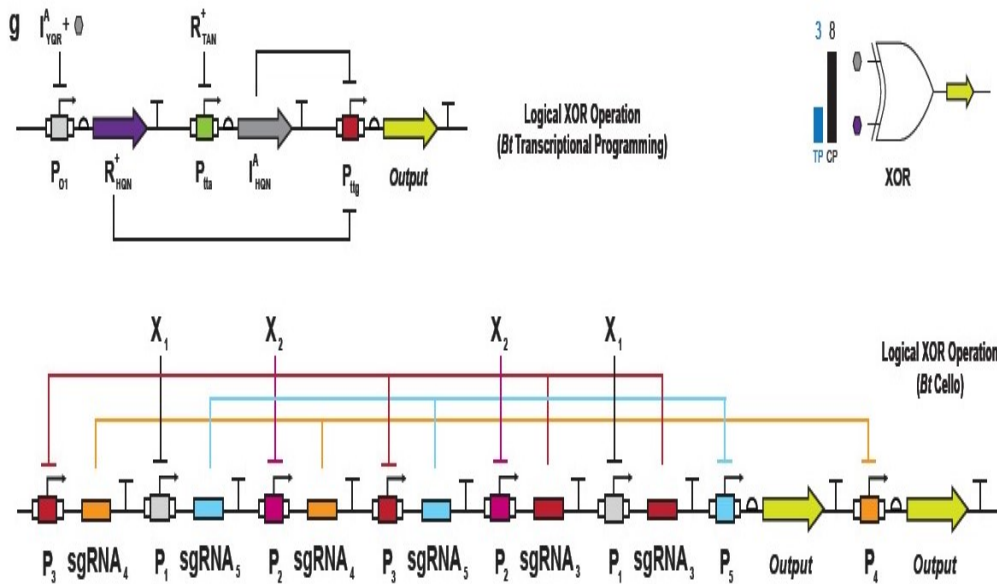 g
I^A_YQR +
R^+_TAN
3 8
TP CP
XOR
Logical XOR Operation
(Bt Transcriptional Programming)
P_O1 R^+_HQN P_tta I^A_HQN P_ttg Output
X_1 X_2 X_2 X_1
Logical XOR Operation
(Bt Cello)
P_3 sgRNA_4 P_1 sgRNA_5 P_2 sgRNA_4 P_3 sgRNA_5 P_2 sgRNA_3 P_1 sgRNA_3 P_5 Output P_4 Output